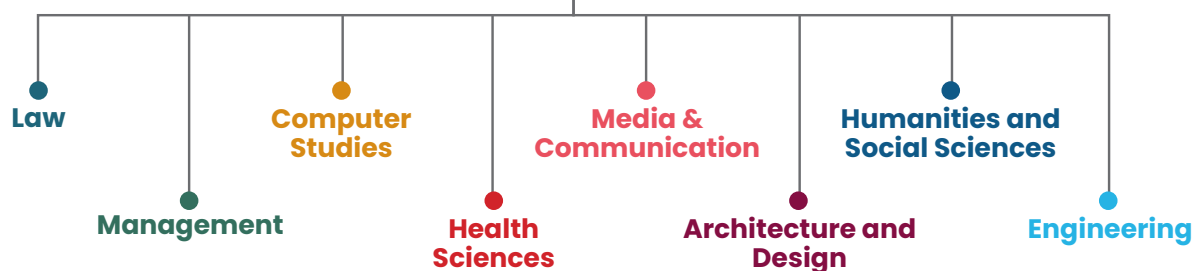 Law
Management
Computer
Studies
Health
Sciences
Media &
Communication
Architecture and
Design
Humanities and
Social Sciences
Engineering